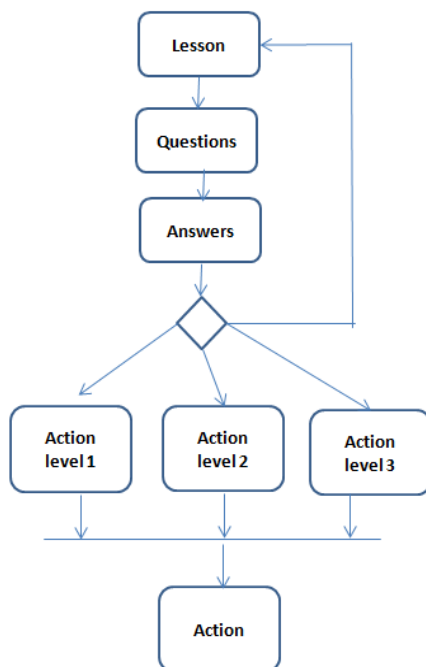 Lesson
Questions
Answers
Action
level 1
Action
level 2
Action
level 3
Action